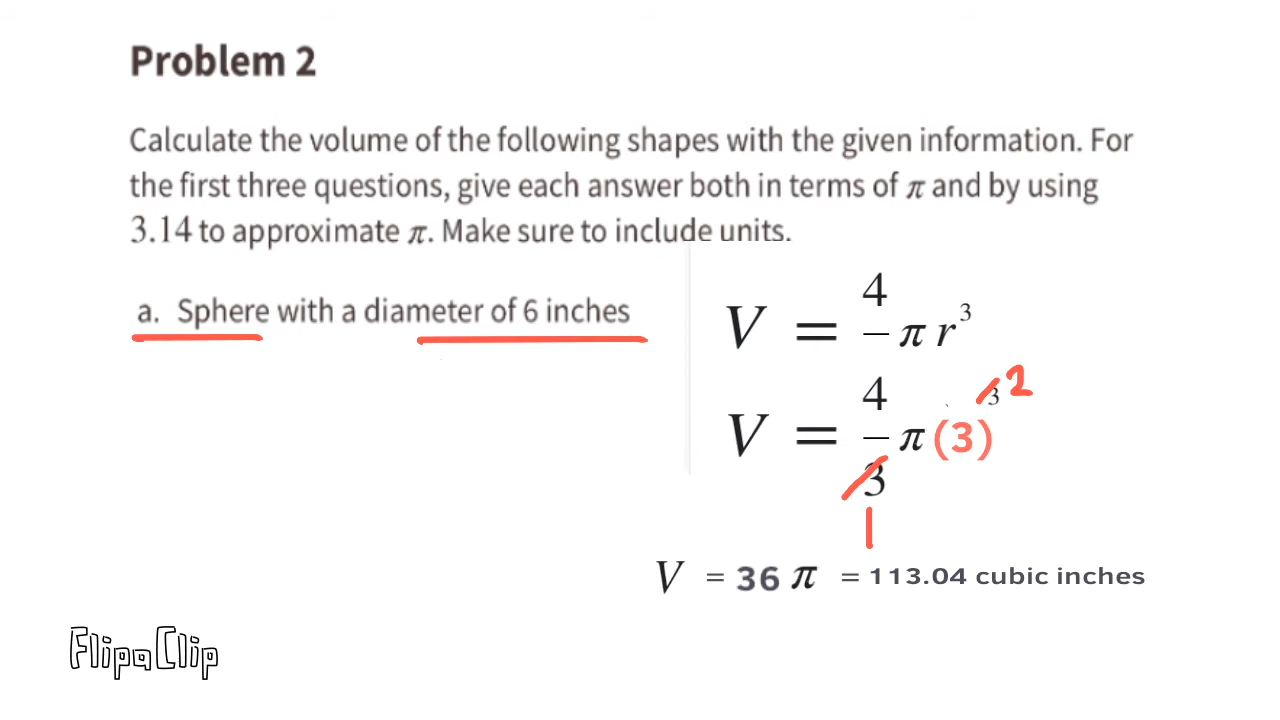 Problem 2
Calculate the volume of the following shapes with the given information. For
the first three questions, give each answer both in terms of π and by using
3.14 to approximate π. Make sure to include units.
a. Sphere with a diameter of 6 inches
V = 4/ π r³
V = 4/3 π (3)³ 2
1
V = 36 π = 113.04 cubic inches
FlipaClip